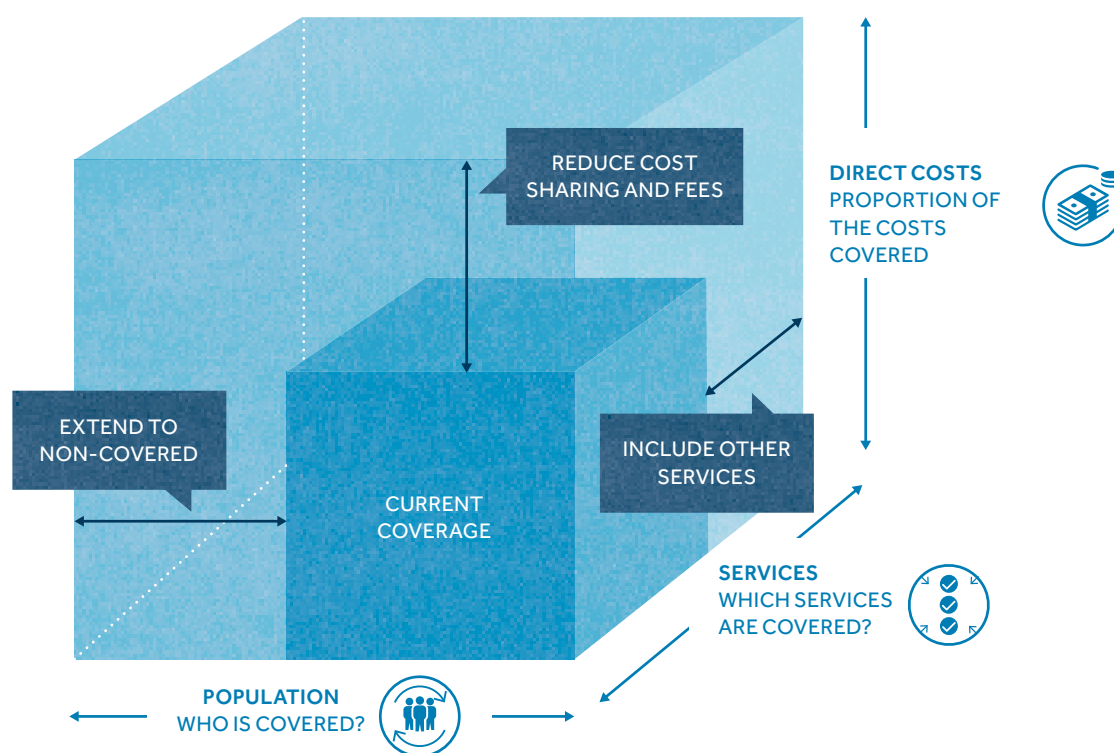 REDUCE COST
SHARING AND FEES
DIRECT COSTS
PROPORTION OF
THE COSTS
COVERED
EXTEND TO
NON-COVERED
INCLUDE OTHER
SERVICES
CURRENT
COVERAGE
SERVICES
WHICH SERVICES
ARE COVERED?
POPULATION
WHO IS COVERED?